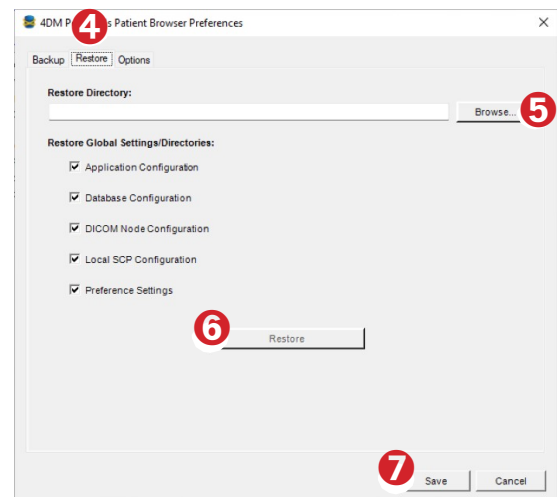 4DM P s Patient Browser Preferences
4
Backup Restore Options
Restore Directory:
Browse... 5
Restore Global Settings/Directories:
Application Configuration
Database Configuration
DICOM Node Configuration
Local SCP Configuration
Preference Settings
6 Restore
7 Save Cancel